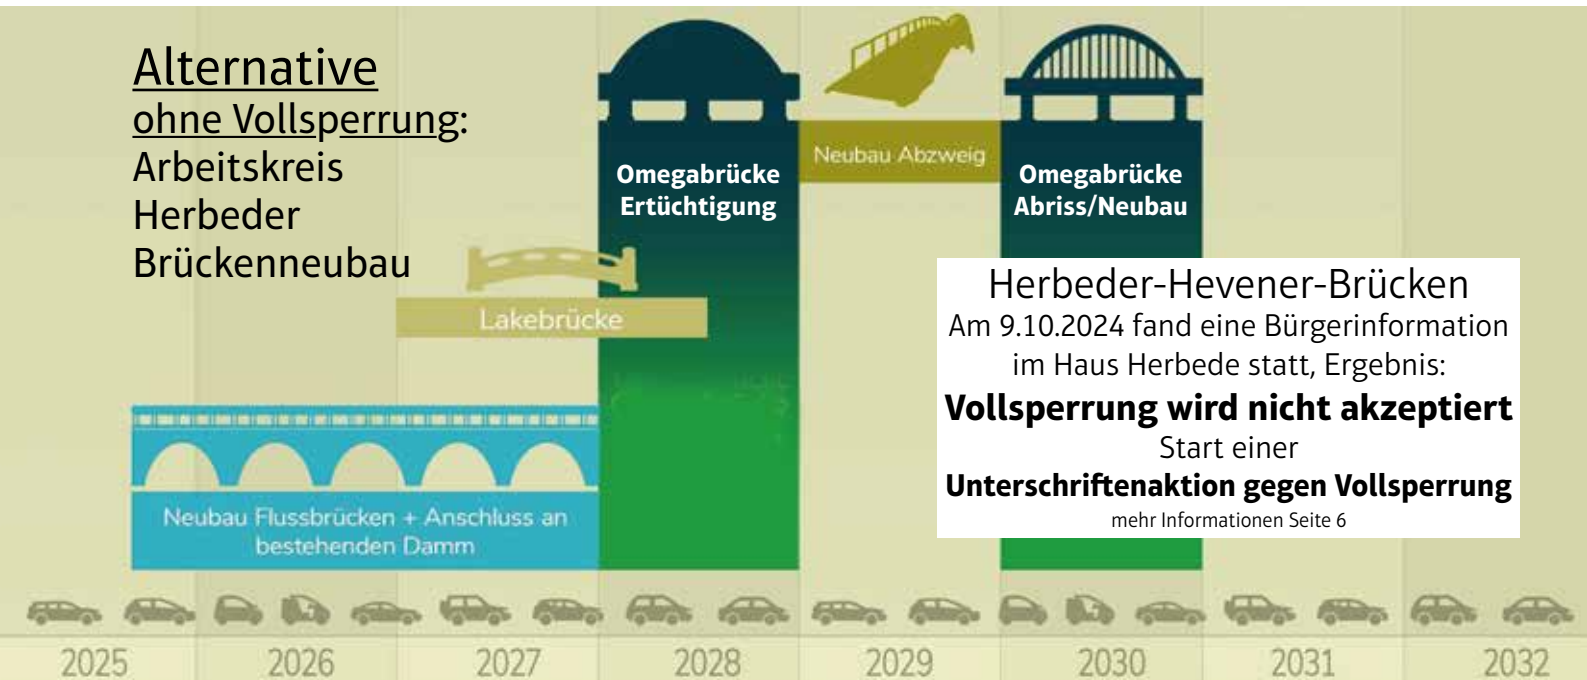 Alternative
ohne Vollsperrung:
Arbeitskreis
Herbeder
Brückenneubau
Omegabrücke
Ertüchtigung
Neubau Abzweig
Omegabrücke
Abriss/Neubau
Lakebrücke
Neubau Flussbrücken + Anschluss an
bestehenden Damm
Herbeder-Hevener-Brücken
Am 9.10.2024 fand eine Bürgerinformation
im Haus Herbede statt, Ergebnis:
Vollsperrung wird nicht akzeptiert
Start einer
Unterschriftenaktion gegen Vollsperrung
mehr Informationen Seite 6
2025 2026 2027 2028 2029 2030 2031 2032